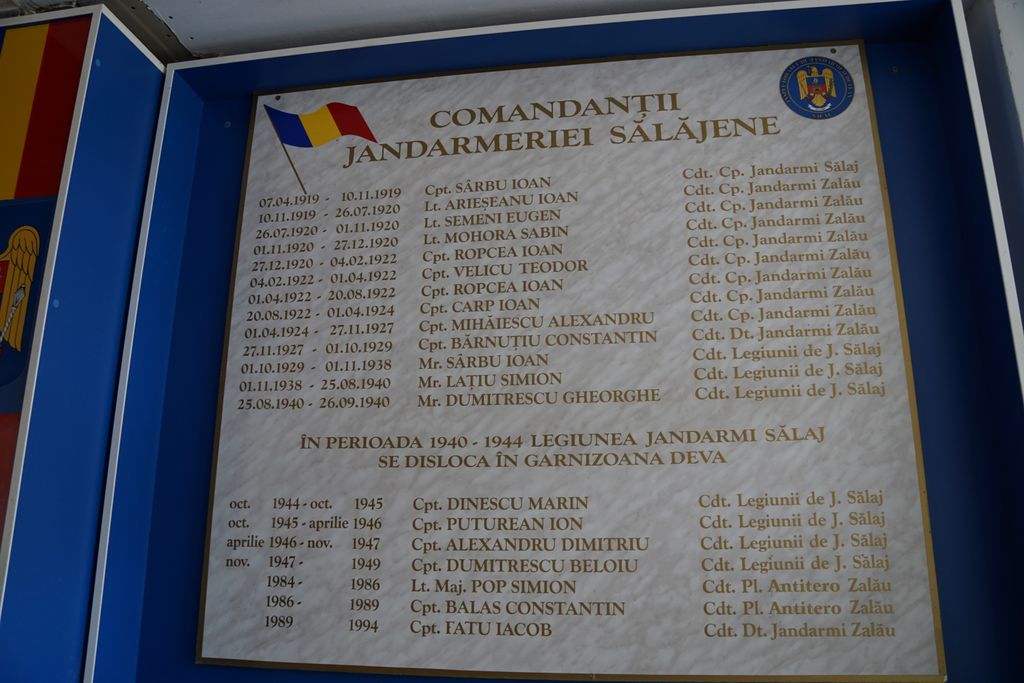 COMANDANȚII
JANDARMERIEI SĂLĂJENE
07.04.1919 - 10.11.1919 Cpt. SÂRBU IOAN Cdt. Cp. Jandarmi Sălaj
10.11.1919 - 26.07.1920 Lt. ARIEȘEANU IOAN Cdt. Cp. Jandarmi Zalău
26.07.1920 - 01.11.1920 Lt. SEMENI EUGEN Cdt. Cp. Jandarmi Zalău
01.11.1920 - 27.12.1920 Lt. MOHORA SABIN Cdt. Cp. Jandarmi Zalău
27.12.1920 - 04.02.1922 Cpt. ROPCEA IOAN Cdt. Cp. Jandarmi Zalău
04.02.1922 - 01.04.1922 Cpt. VELICU TEODOR Cdt. Cp. Jandarmi Zalău
01.04.1922 - 20.08.1922 Cpt. ROPCEA IOAN Cdt. Cp. Jandarmi Zalău
20.08.1922 - 01.04.1924 Cpt. CARP IOAN Cdt. Cp. Jandarmi Zalău
01.04.1924 - 27.11.1927 Cpt. MIHĂIESCU ALEXANDRU Cdt. Cp. Jandarmi Zalău
27.11.1927 - 01.10.1929 Cpt. BĂRNUȚIU CONSTANTIN Cdt. Dt. Jandarmi Zalău
01.10.1929 - 01.11.1938 Mr. SÂRBU IOAN Cdt. Legiunii de J. Sălaj
01.11.1938 - 25.08.1940 Mr. LAȚIU SIMION Cdt. Legiunii de J. Sălaj
25.08.1940 - 26.09.1940 Mr. DUMITRESCU GHEORGHE Cdt. Legiunii de J. Sălaj
ÎN PERIOADA 1940 - 1944 LEGIUNEA JANDARMI SĂLAJ
SE DISLOCA ÎN GARNIZOANA DEVA
oct. 1944 - oct. 1945 Cpt. DINESCU MARIN Cdt. Legiunii de J. Sălaj
oct. 1945 - aprilie 1946 Cpt. PUTUREAN ION Cdt. Legiunii de J. Sălaj
aprilie 1946 - nov. 1947 Cpt. ALEXANDRU DIMITRIU Cdt. Legiunii de J. Sălaj
nov. 1947 - 1949 Cpt. DUMITRESCU BELOIU Cdt. Legiunii de J. Sălaj
1984 - 1986 Lt. Maj. POP SIMION Cdt. Pl. Antitero Zalău
1986 - 1989 Cpt. BALAS CONSTANTIN Cdt. Pl. Antitero Zalău
1989 1994 Cpt. FATU IACOB Cdt. Dt. Jandarmi Zalău